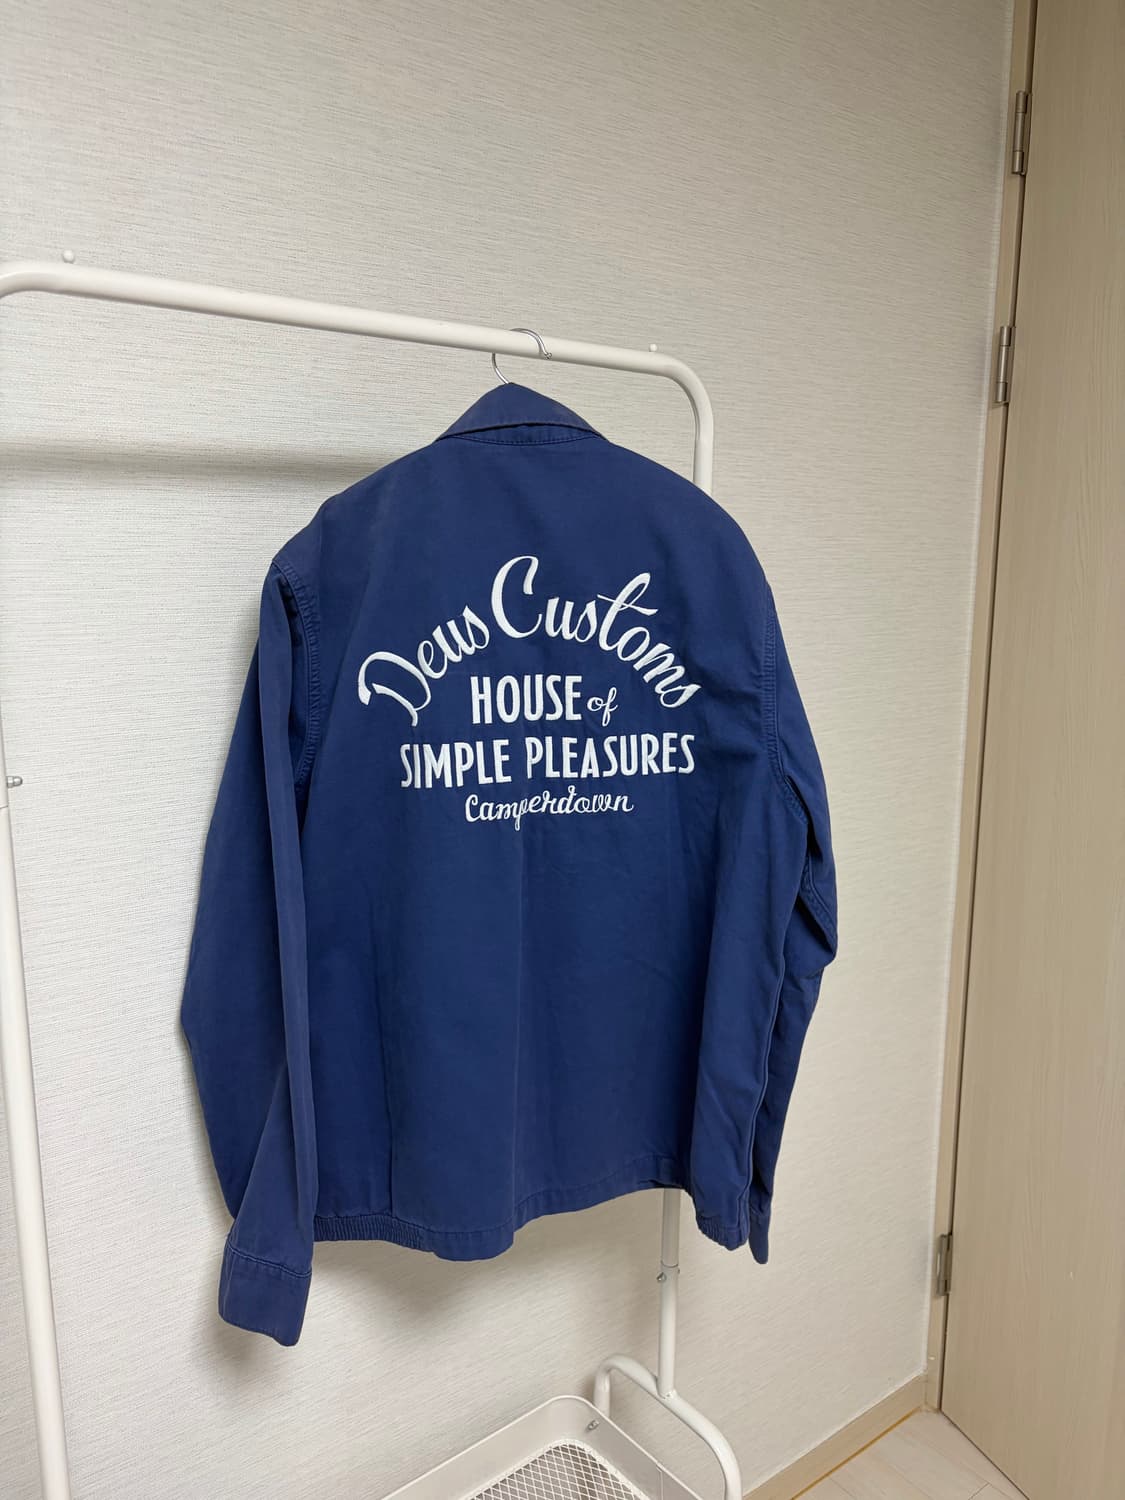 Deus Customs
HOUSE of
SIMPLE PLEASURES
Camperdown